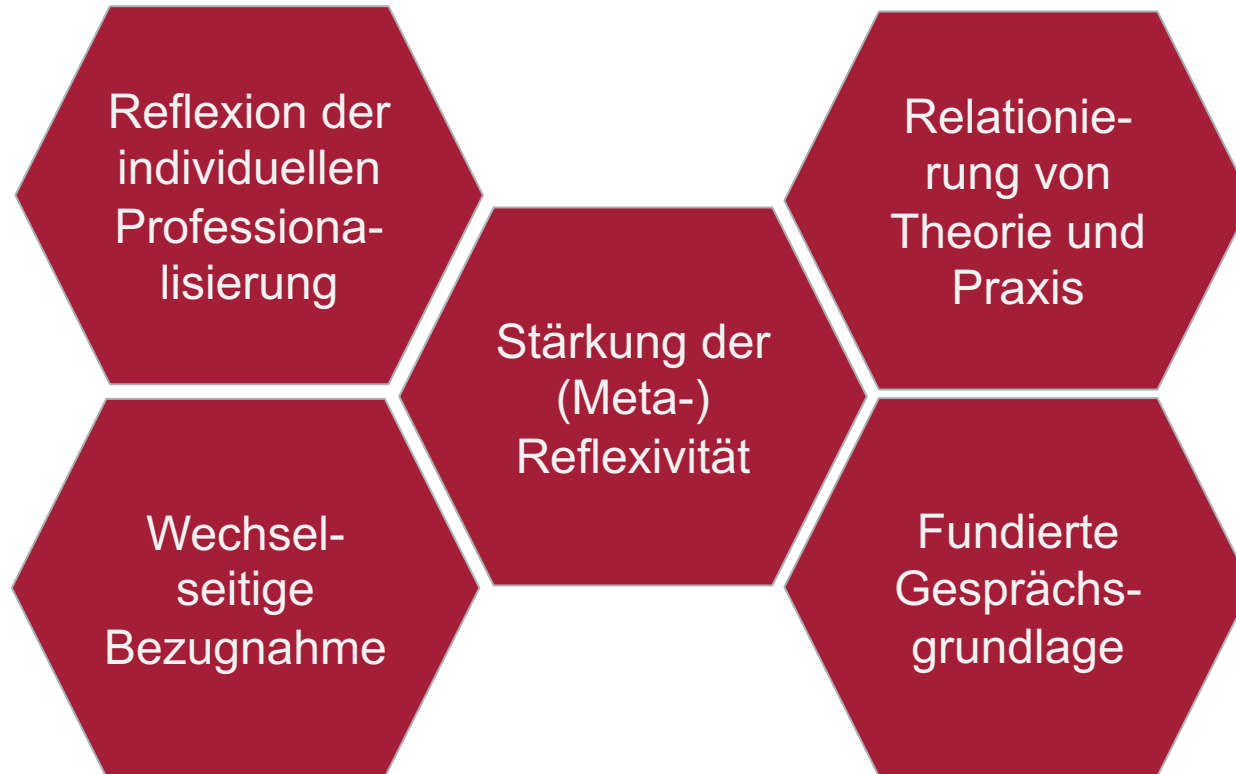 Reflexion der
individuellen
Professiona-
lisierung
Relationie-
rung von
Theorie und
Praxis
Stärkung der
(Meta-)
Reflexivität
Wechsel-
seitige
Bezugnahme
Fundierte
Gesprächs-
grundlage